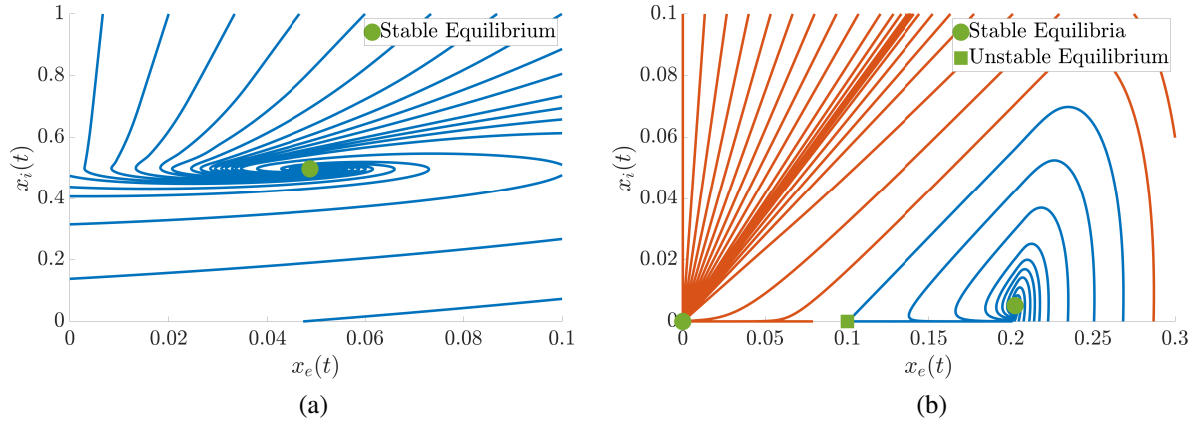 1
0.8
0.6
0.4
0.2
0
0
0.02
0.04
0.06
0.08
0.1
x_i(t)
x_e(t)
Stable Equilibrium
(a)
0.1
0.08
0.06
0.04
0.02
0
0
0.05
0.1
0.15
0.2
0.25
0.3
x_i(t)
x_e(t)
Stable Equilibria
Unstable Equilibrium
(b)